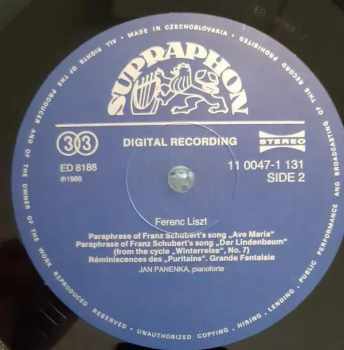 MADE IN CZECHOSLOVAKIA • ALL RIGHTS OF THE PRODUCER AND OF THE OWNER OF THE WORK REPRODUCED RESERVED • UNAUTHORIZED COPYING • HIRING • LENDING • PUBLIC PERFORMANCE AND BROADCASTING OF THIS RECORD PROHIBITED
SUPRAPHON
33
DIGITAL RECORDING
STEREO
ED 8188
11 0047-1 131
SIDE 2
Ferenc Liszt
Paraphrase of Franz Schubert's song „Ave Maria"
Paraphrase of Franz Schubert's song „Der Lindenbaum"
(from the cycle „Winterreise", No. 7)
Réminiscences des „Puritains". Grande Fantaisie
JAN PANENKA, pianoforte